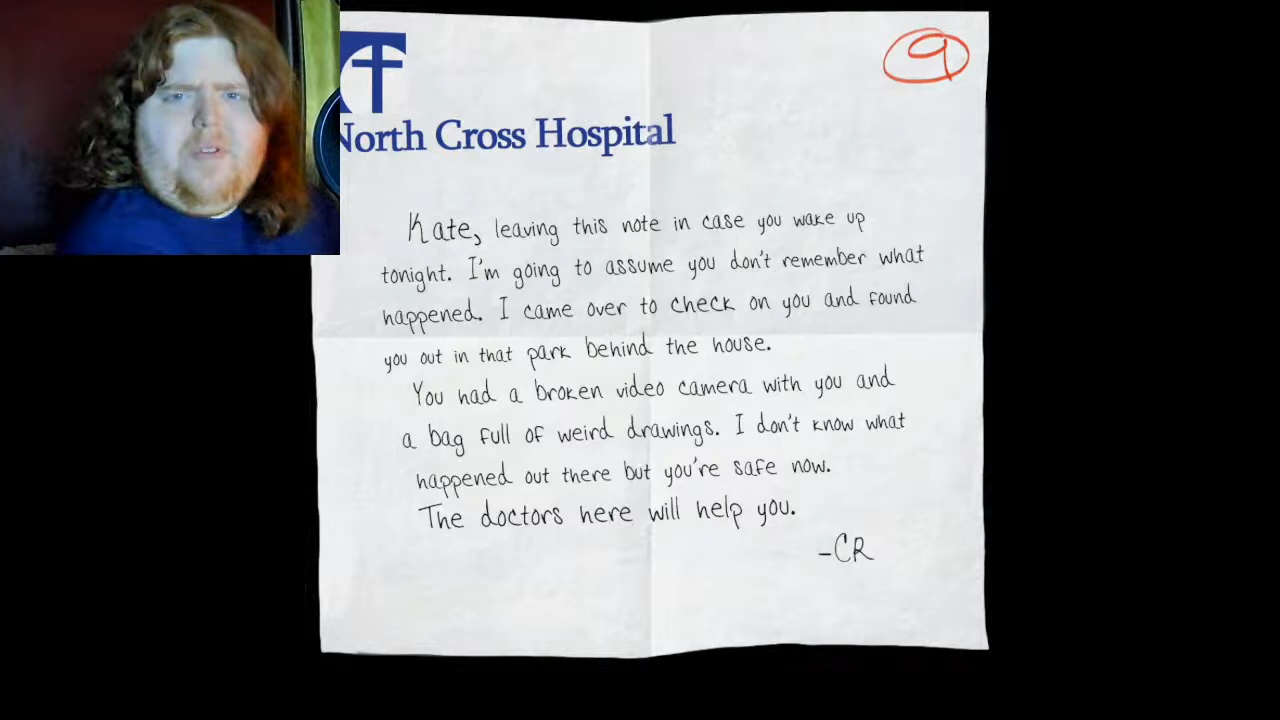 9
North Cross Hospital
Kate, leaving this note in case you wake up
tonight. I'm going to assume you don't remember what
happened. I came over to check on you and found
you out in that park behind the house.
You had a broken video camera with you and
a bag full of weird drawings. I don't know what
happened out there but you're safe now.
The doctors here will help you.
-CR